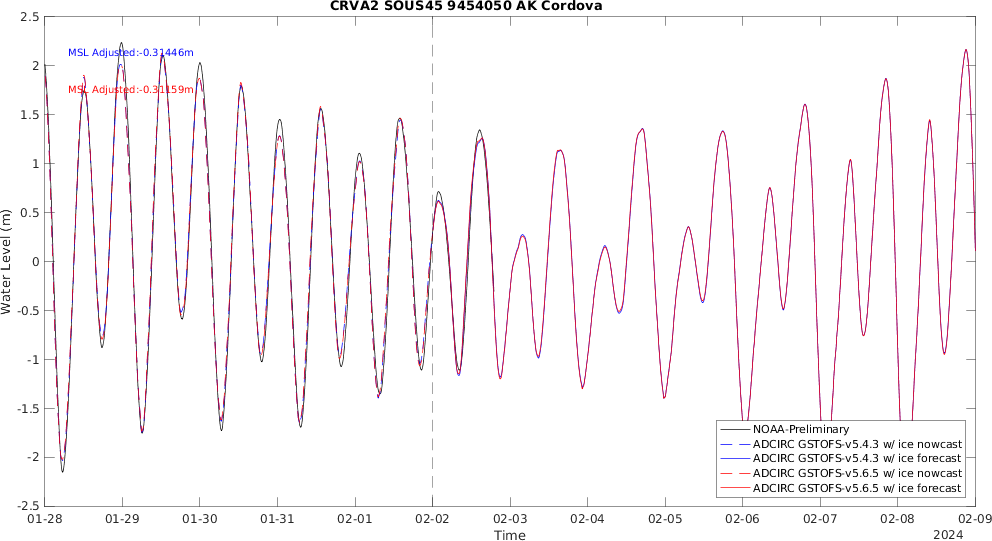 CRVA2 SOUS45 9454050 AK Cordova
MSL Adjusted:-0.31446m
MSL Adjusted:-0.31159m
Water Level (m)
2.5
2
1.5
1
0.5
0
-0.5
-1
-1.5
-2
-2.5
NOAA-Preliminary
ADCIRC GSTOFS-v5.4.3 w/ ice nowcast
ADCIRC GSTOFS-v5.4.3 w/ ice forecast
ADCIRC GSTOFS-v5.6.5 w/ ice nowcast
ADCIRC GSTOFS-v5.6.5 w/ ice forecast
01-28 01-29 01-30 01-31 02-01 02-02 02-03 02-04 02-05 02-06 02-07 02-08 02-09
Time
2024